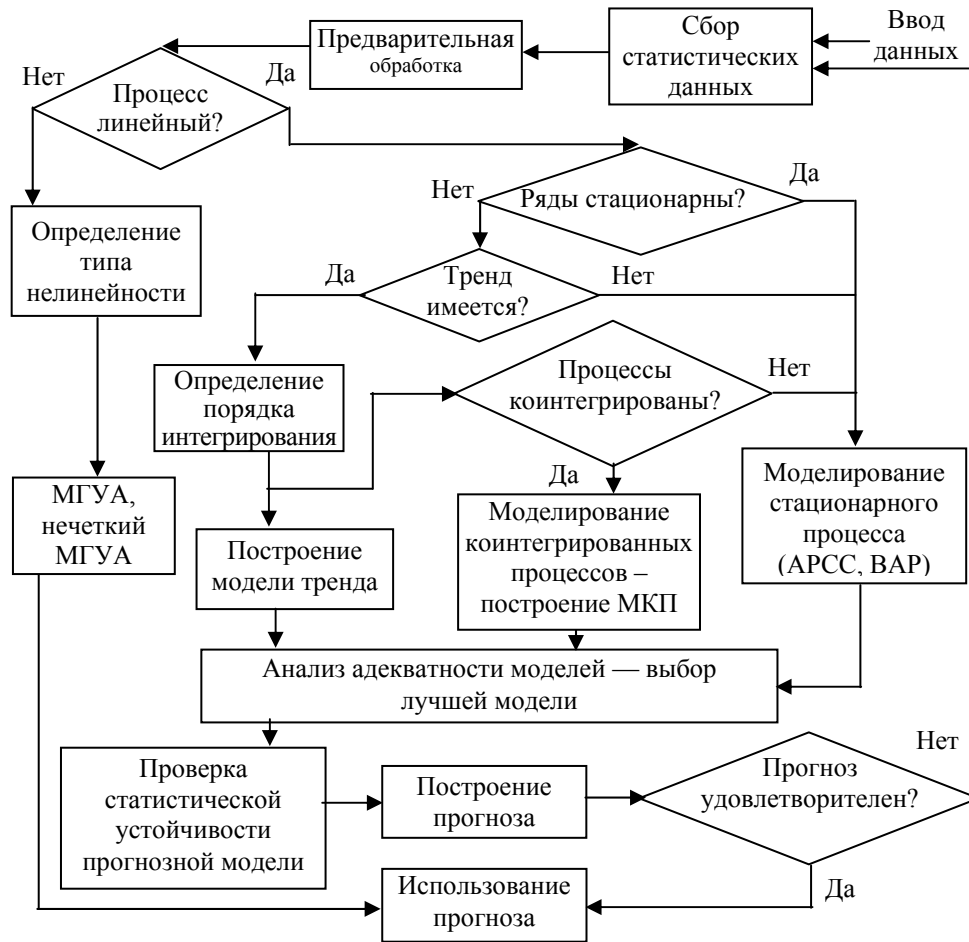 Ввод
данных
Сбор
статистических
данных
Предварительная
обработка
Нет
Да
Процесс
линейный?
Определение
типа
нелинейности
Нет
Да
Ряды стационарны?
Да
Нет
Тренд
имеется?
Определение
порядка
интегрирования
Процессы
коинтегрированы?
Нет
Да
МГУА,
нечеткий
МГУА
Построение
модели тренда
Моделирование
коинтегрированных
процессов –
построение МКП
Моделирование
стационарного
процесса
(АРСС, ВАР)
Анализ адекватности моделей — выбор
лучшей модели
Проверка
статистической
устойчивости
прогнозной модели
Построение
прогноза
Прогноз
удовлетворителен?
Нет
Да
Использование
прогноза